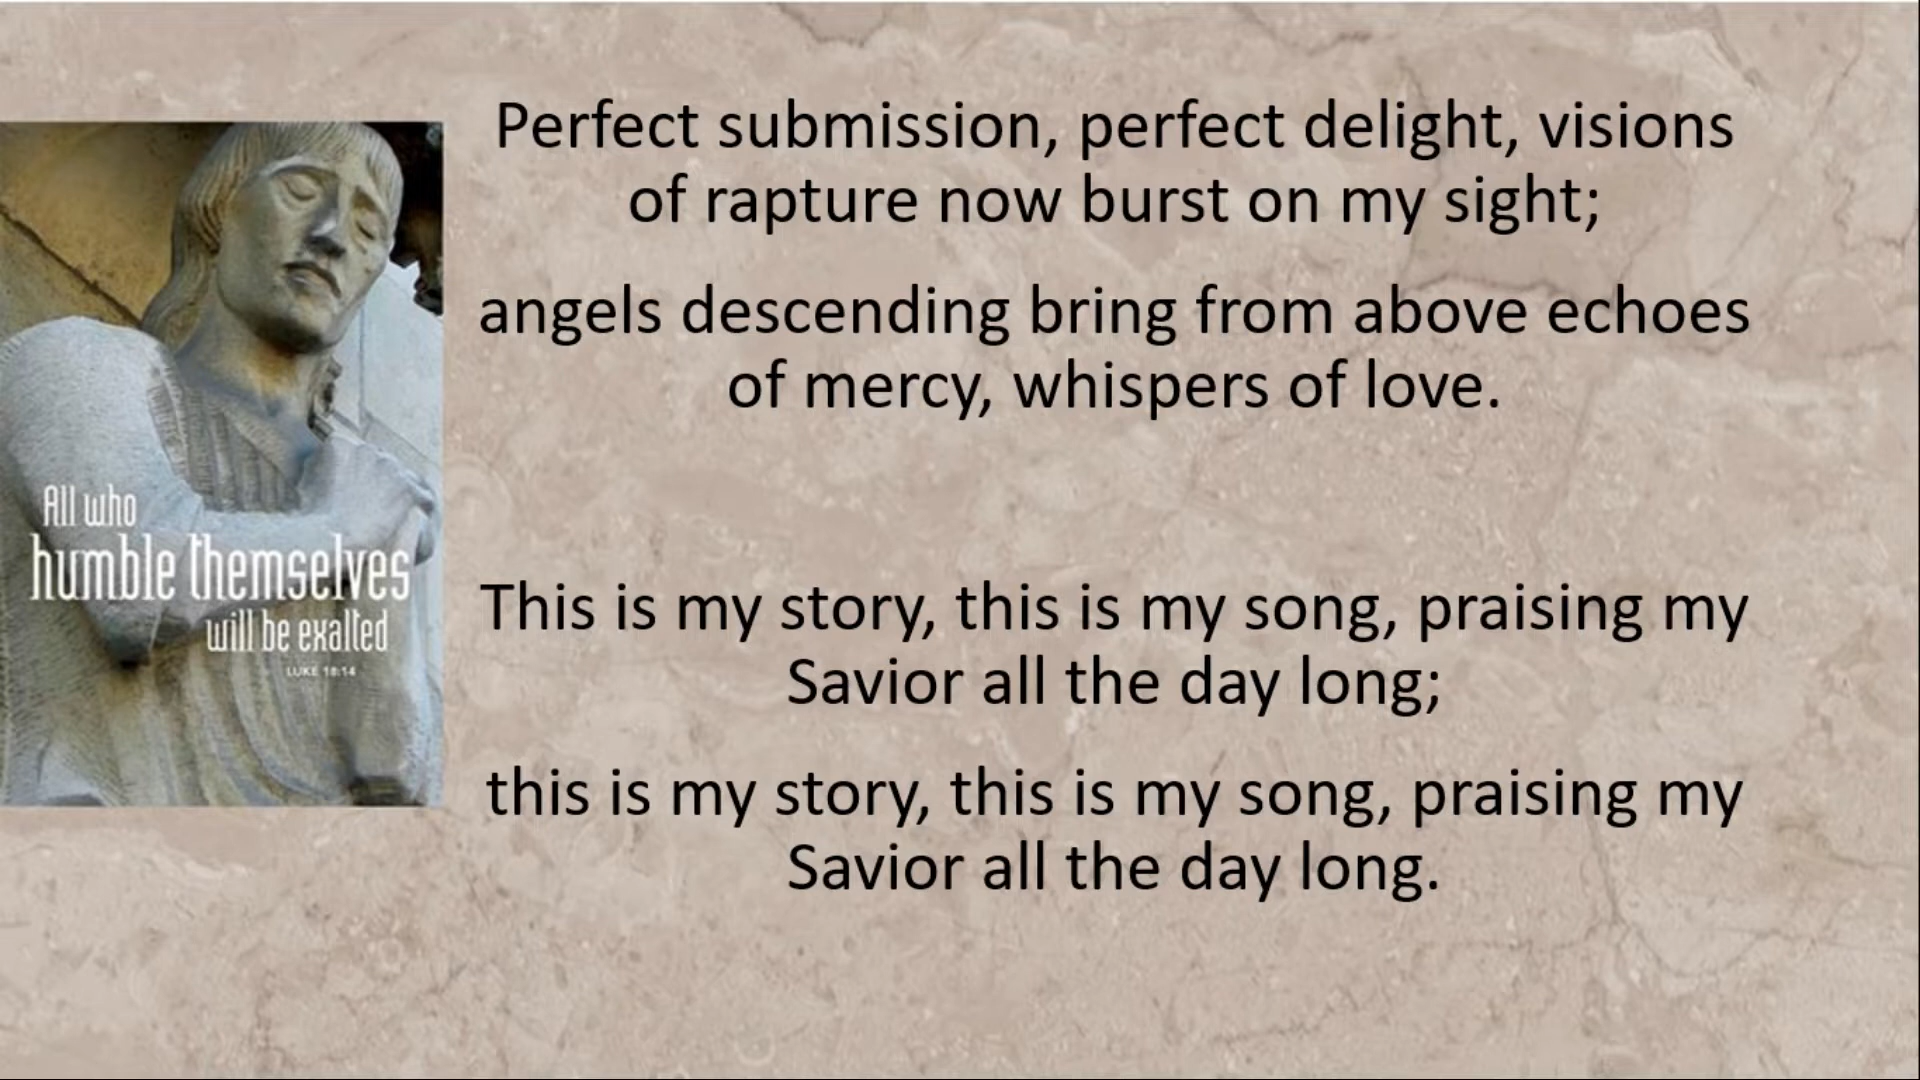 All who
humble themselves
will be exalted
LUKE 18:14
Perfect submission, perfect delight, visions
of rapture now burst on my sight;
angels descending bring from above echoes
of mercy, whispers of love.
This is my story, this is my song, praising my
Savior all the day long;
this is my story, this is my song, praising my
Savior all the day long.